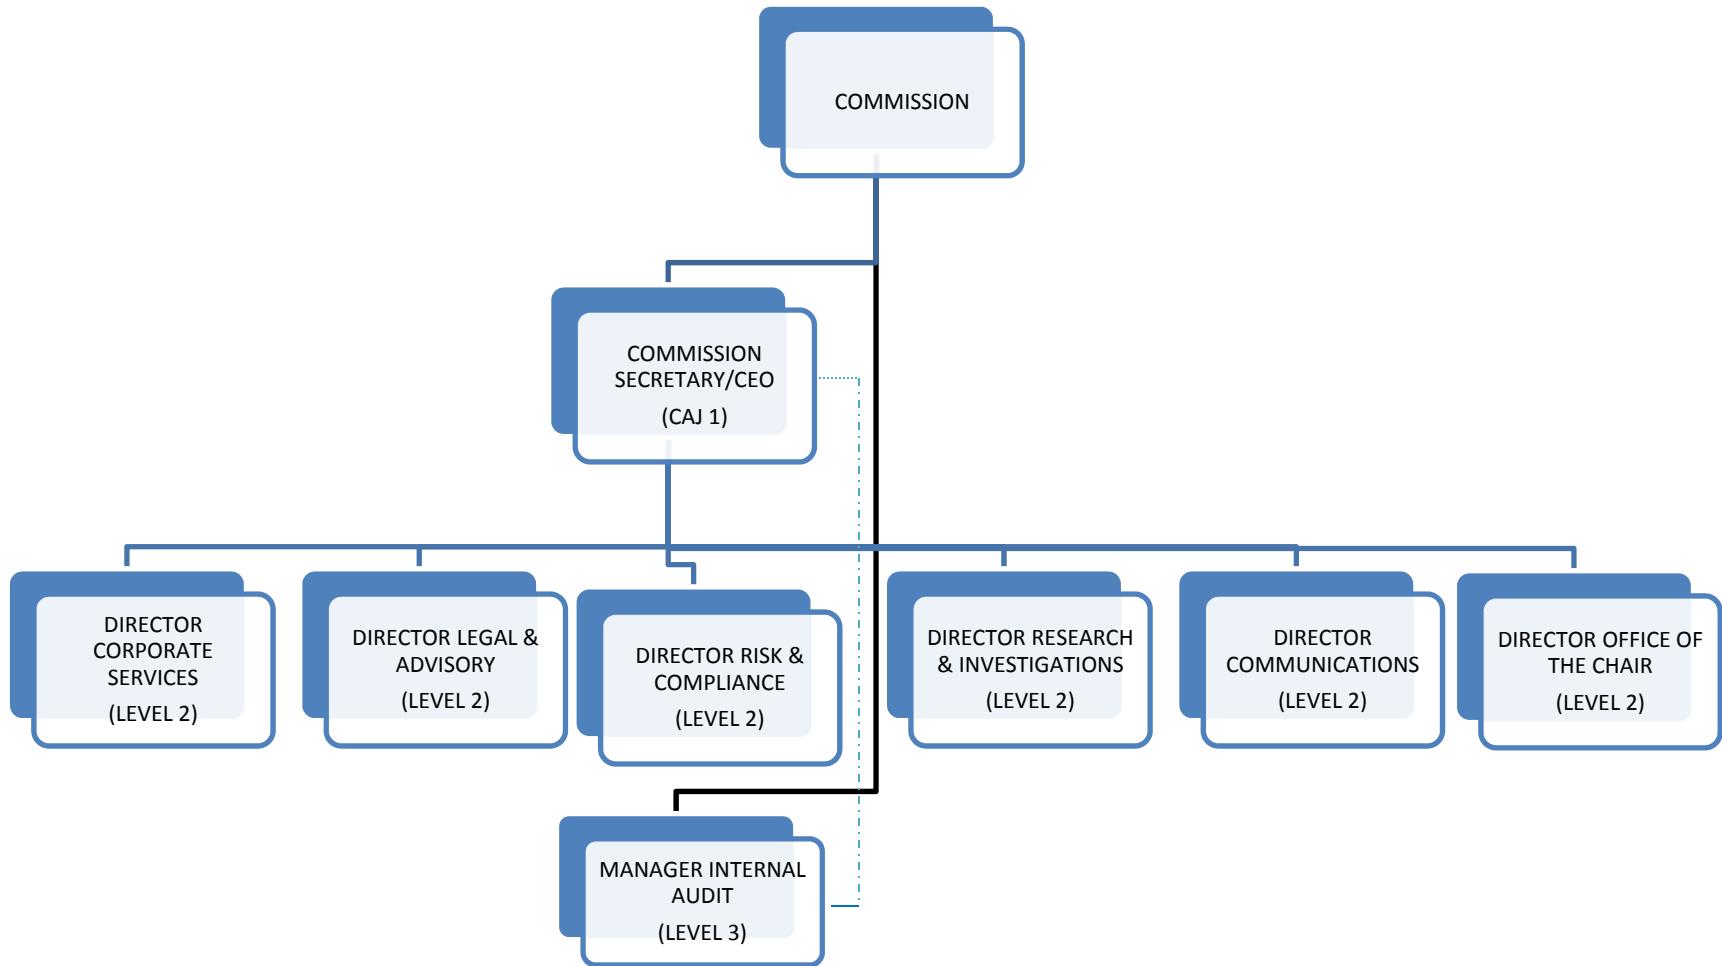 COMMISSION
COMMISSION
SECRETARY/CEO
(CAJ 1)
DIRECTOR
CORPORATE
SERVICES
(LEVEL 2)
DIRECTOR LEGAL &
ADVISORY
(LEVEL 2)
DIRECTOR RISK &
COMPLIANCE
(LEVEL 2)
DIRECTOR RESEARCH
& INVESTIGATIONS
(LEVEL 2)
DIRECTOR
COMMUNICATIONS
(LEVEL 2)
DIRECTOR OFFICE OF
THE CHAIR
(LEVEL 2)
MANAGER INTERNAL
AUDIT
(LEVEL 3)